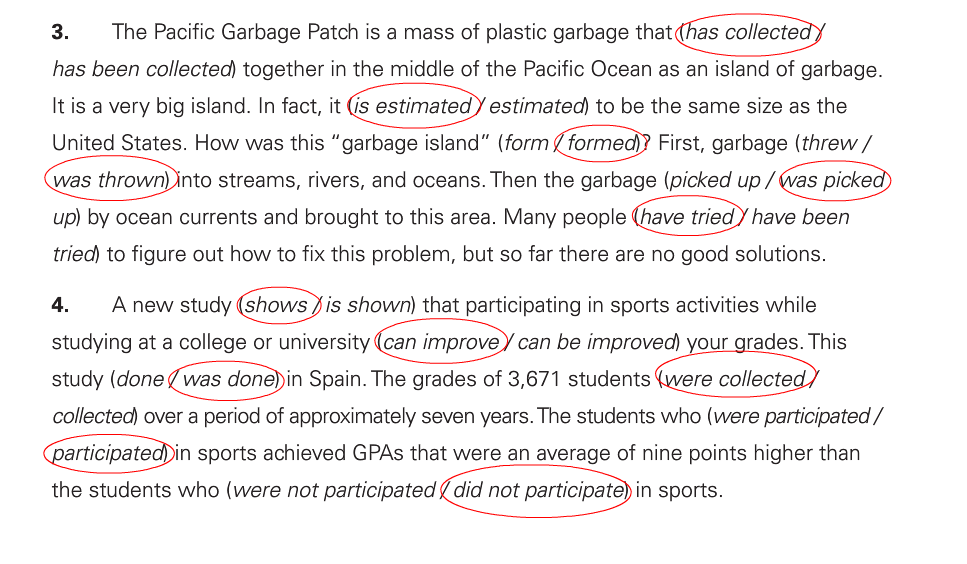 3. The Pacific Garbage Patch is a mass of plastic garbage that (has collected /
has been collected) together in the middle of the Pacific Ocean as an island of garbage.
It is a very big island. In fact, it (is estimated / estimated) to be the same size as the
United States. How was this “garbage island” (form / formed)? First, garbage (threw /
was thrown) into streams, rivers, and oceans. Then the garbage (picked up / was picked
up) by ocean currents and brought to this area. Many people (have tried / have been
tried) to figure out how to fix this problem, but so far there are no good solutions.
4. A new study (shows / is shown) that participating in sports activities while
studying at a college or university (can improve / can be improved) your grades. This
study (done / was done) in Spain. The grades of 3,671 students (were collected /
collected) over a period of approximately seven years. The students who (were participated /
participated) in sports achieved GPAs that were an average of nine points higher than
the students who (were not participated / did not participate) in sports.